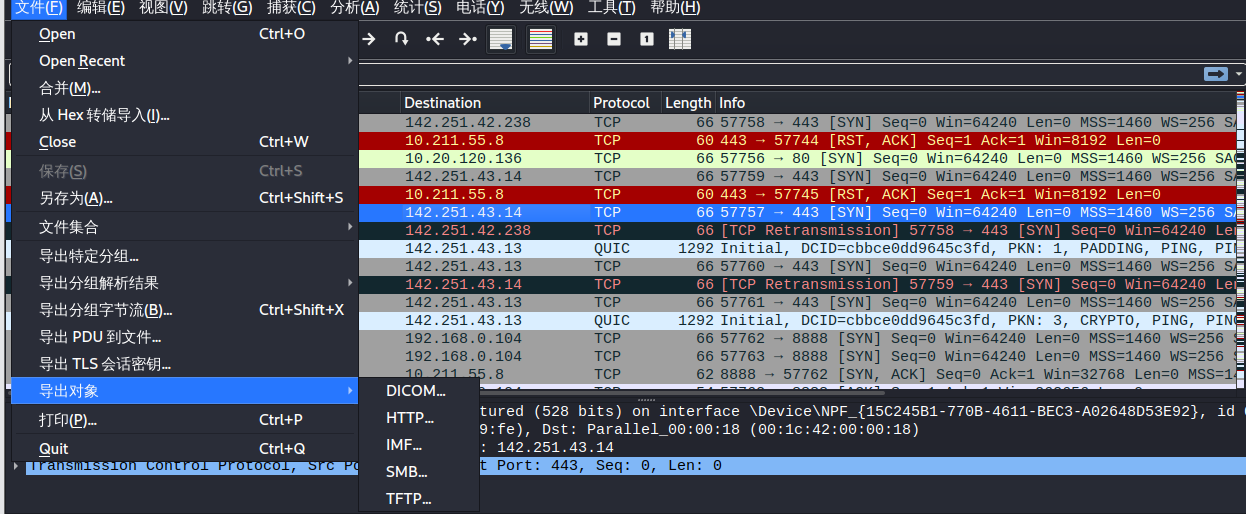 文件(F) 编辑(E) 视图(V) 跳转(G) 捕获(C) 分析(A) 统计(S) 电话(Y) 无线(W) 工具(T) 帮助(H)
Open Ctrl+O
Open Recent
合并(M)...
从 Hex 转储导入(I)...
Close Ctrl+W
保存(S) Ctrl+S
另存为(A)... Ctrl+Shift+S
文件集合
导出特定分组...
导出分组解析结果
导出分组字节流(B)... Ctrl+Shift+X
导出 PDU 到文件...
导出 TLS 会话密钥...
导出对象
打印(P)... Ctrl+P
Quit Ctrl+Q
DICOM...
HTTP...
IMF...
SMB...
TFTP...
Destination Protocol Length Info
142.251.42.238 TCP 66 57758 → 443 [SYN] Seq=0 Win=64240 Len=0 MSS=1460 WS=256 SA
10.211.55.8 TCP 60 443 → 57744 [RST, ACK] Seq=1 Ack=1 Win=8192 Len=0
10.20.120.136 TCP 66 57756 → 80 [SYN] Seq=0 Win=64240 Len=0 MSS=1460 WS=256 SAC
142.251.43.14 TCP 66 57759 → 443 [SYN] Seq=0 Win=64240 Len=0 MSS=1460 WS=256 SA
10.211.55.8 TCP 60 443 → 57745 [RST, ACK] Seq=1 Ack=1 Win=8192 Len=0
142.251.43.14 TCP 66 57757 → 443 [SYN] Seq=0 Win=64240 Len=0 MSS=1460 WS=256 SA
142.251.42.238 TCP 66 [TCP Retransmission] 57758 → 443 [SYN] Seq=0 Win=64240 Len
142.251.43.13 QUIC 1292 Initial, DCID=cbbce0dd9645c3fd, PKN: 1, PADDING, PING, PIN
142.251.43.13 TCP 66 57760 → 443 [SYN] Seq=0 Win=64240 Len=0 MSS=1460 WS=256 SA
142.251.43.14 TCP 66 [TCP Retransmission] 57759 → 443 [SYN] Seq=0 Win=64240 Len
142.251.43.13 TCP 66 57761 → 443 [SYN] Seq=0 Win=64240 Len=0 MSS=1460 WS=256 SA
142.251.43.13 QUIC 1292 Initial, DCID=cbbce0dd9645c3fd, PKN: 3, CRYPTO, PING, PING
192.168.0.104 TCP 66 57762 → 8888 [SYN] Seq=0 Win=64240 Len=0 MSS=1460 WS=256 S
192.168.0.104 TCP 66 57763 → 8888 [SYN] Seq=0 Win=64240 Len=0 MSS=1460 WS=256 S
10.211.55.8 TCP 62 8888 → 57762 [SYN, ACK] Seq=0 Ack=1 Win=32768 Len=0 MSS=146
tured (528 bits) on interface \Device\NPF_{15C245B1-770B-4611-BEC3-A02648D53E92}, id
9:fe), Dst: Parallel_00:00:18 (00:1c:42:00:00:18)
: 142.251.43.14
Transmission Control Protocol, Src Po t Port: 443, Seq: 0, Len: 0